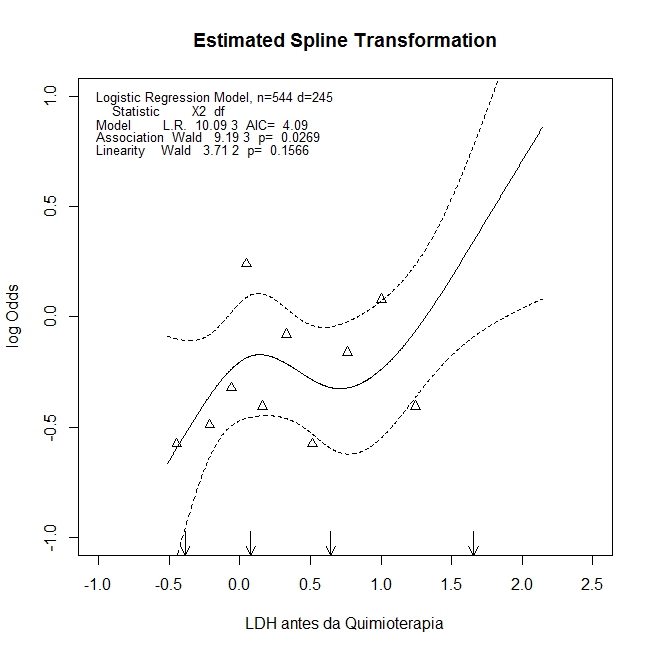 Estimated Spline Transformation
Logistic Regression Model, n=544 d=245
Statistic X2 df
Model L.R. 10.09 3 AIC= 4.09
Association Wald 9.19 3 p= 0.0269
Linearity Wald 3.71 2 p= 0.1566
log Odds
1.0
0.5
0.0
-0.5
-1.0
-1.0 -0.5 0.0 0.5 1.0 1.5 2.0 2.5
LDH antes da Quimioterapia